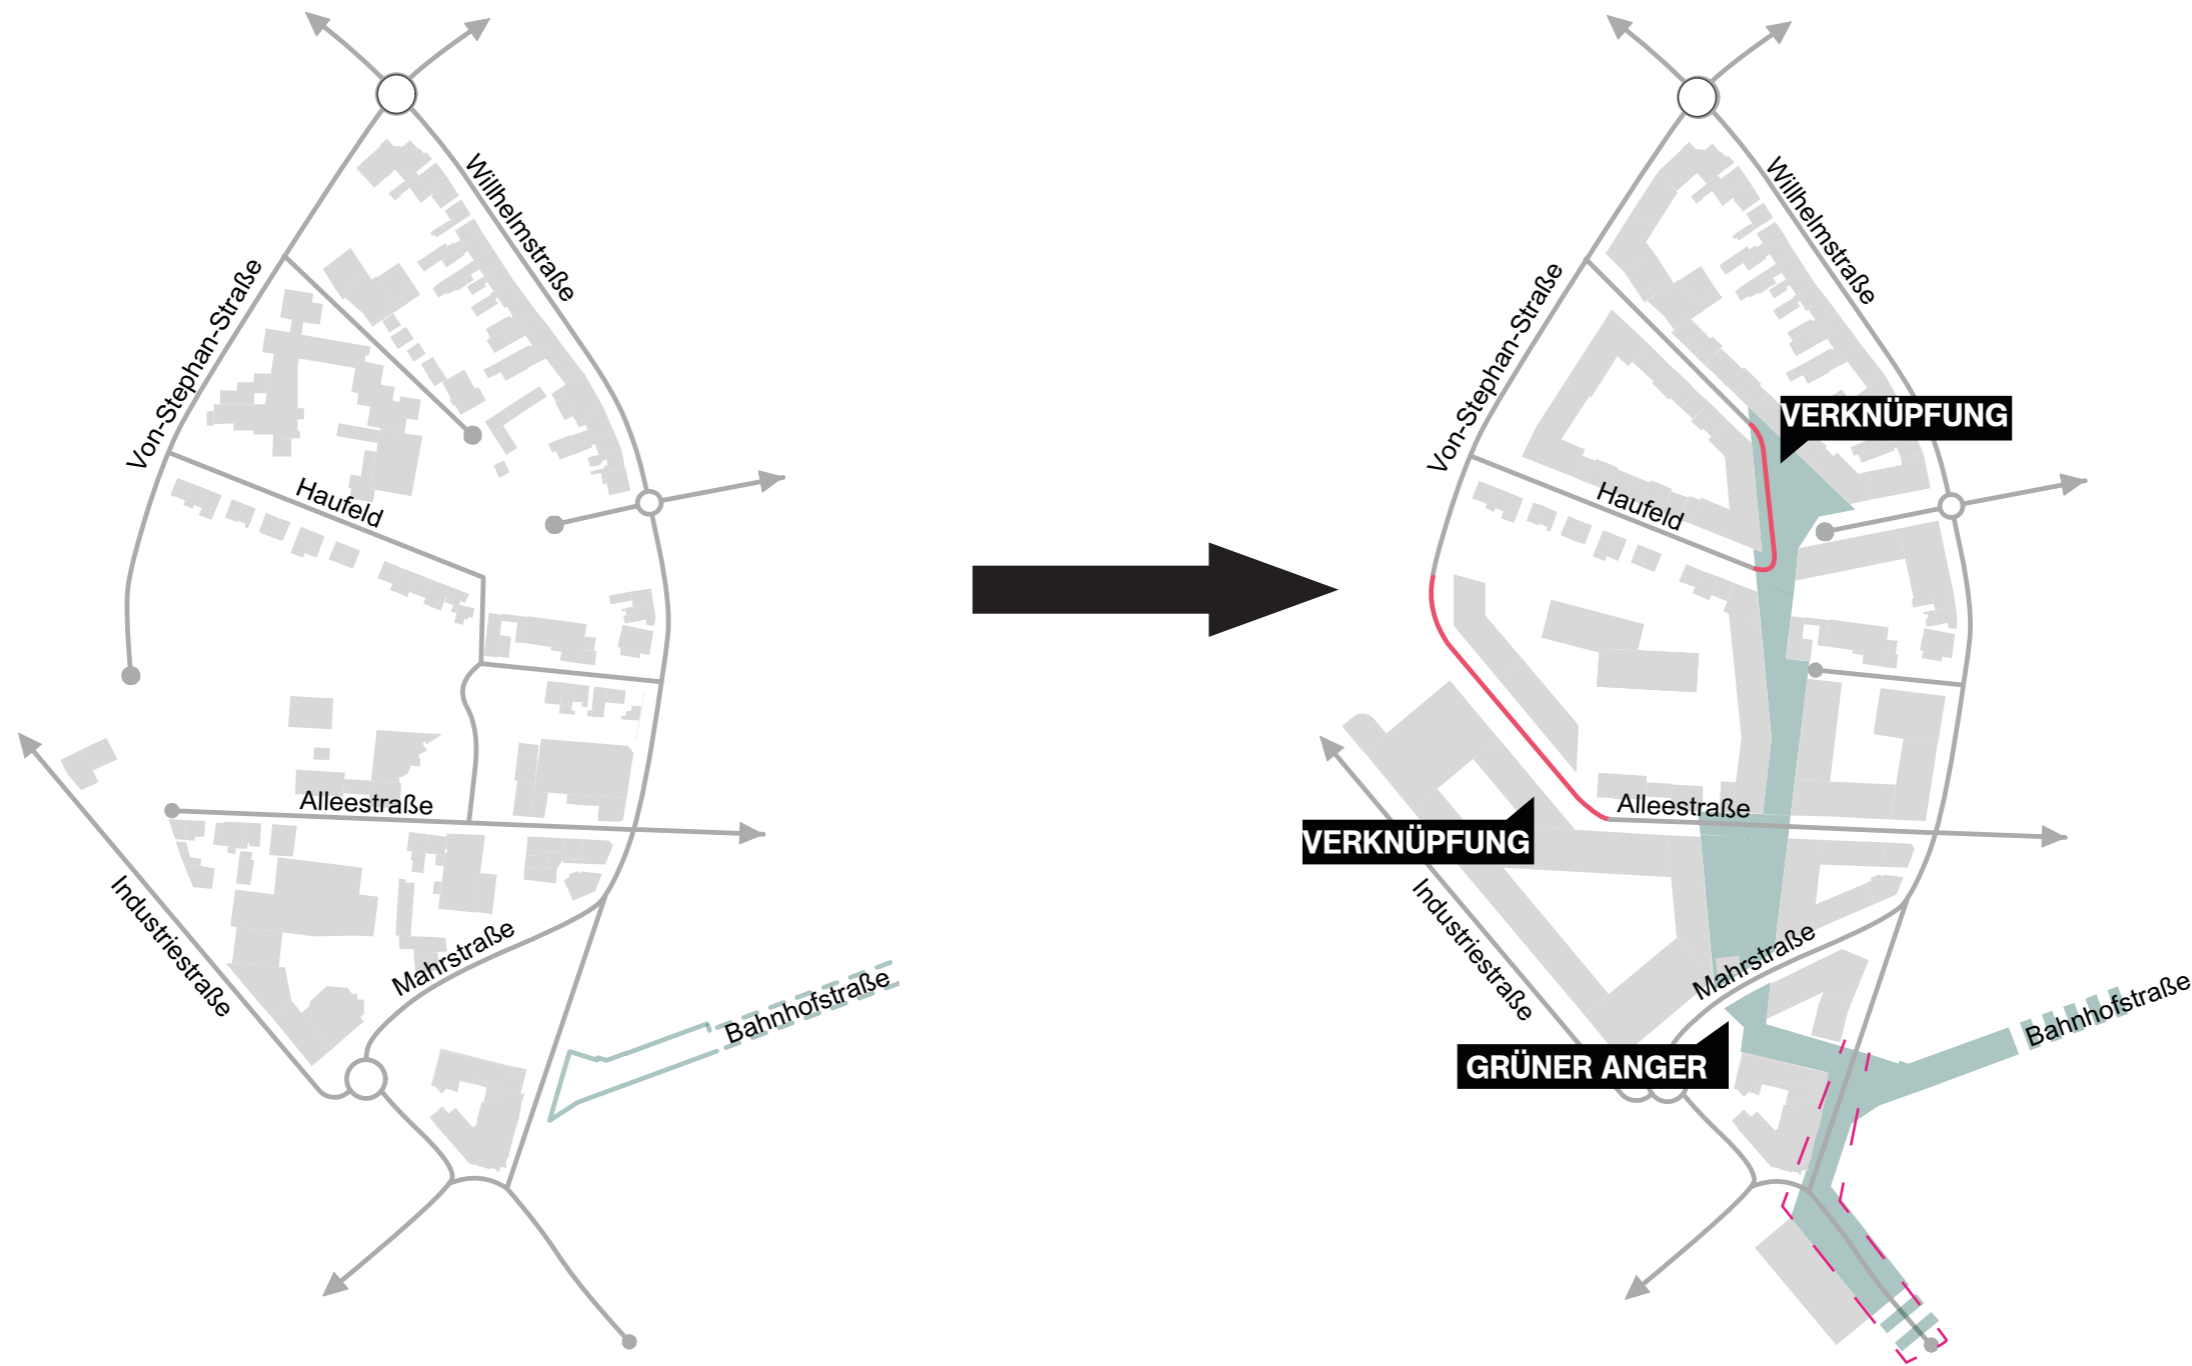 Willhelmstraße
Von-Stephan-Straße
Haufeld
Alleestraße
Industriestraße
Mahrstraße
Bahnhofstraße
Willhelmstraße
Von-Stephan-Straße
VERKNÜPFUNG
Haufeld
Alleestraße
VERKNÜPFUNG
Industriestraße
Mahrstraße
Bahnhofstraße
GRÜNER ANGER